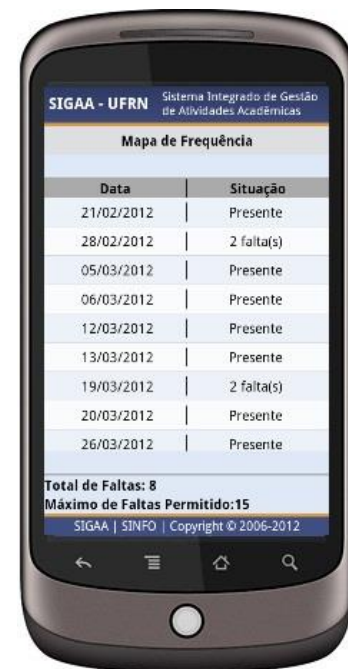 SIGAA - UFRN Sistema Integrado de Gestão
de Atividades Acadêmicas
Mapa de Frequência
Data | Situação
21/02/2012 | Presente
28/02/2012 | 2 falta(s)
05/03/2012 | Presente
06/03/2012 | Presente
12/03/2012 | Presente
13/03/2012 | Presente
19/03/2012 | 2 falta(s)
20/03/2012 | Presente
26/03/2012 | Presente
Total de Faltas: 8
Máximo de Faltas Permitido:15
SIGAA | SINFO | Copyright © 2006-2012